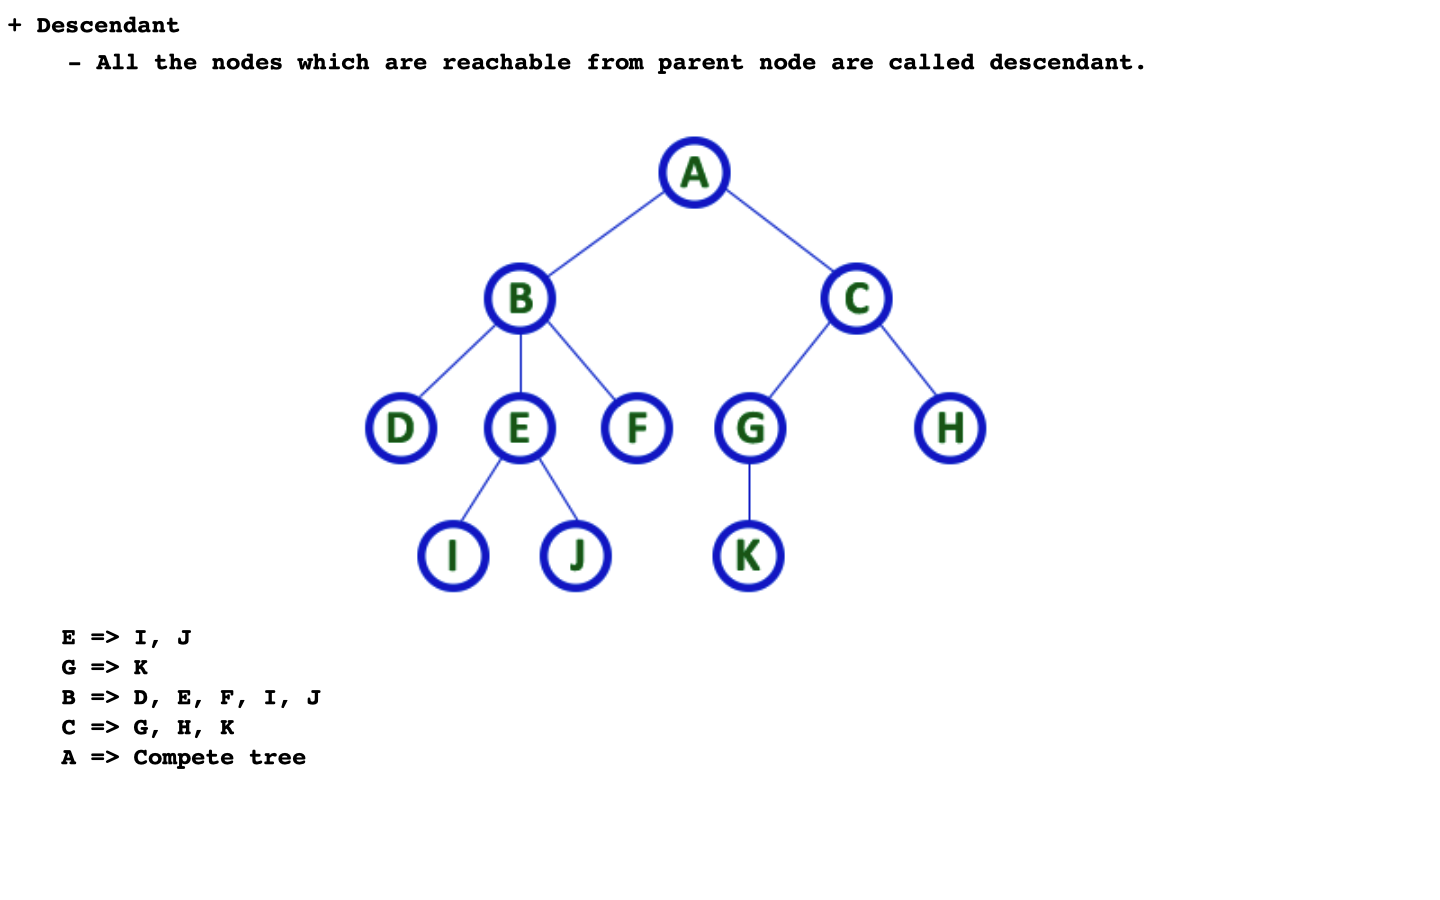 + Descendant
- All the nodes which are reachable from parent node are called descendant.
A
B C
D E F G H
I J K
E => I, J
G => K
B => D, E, F, I, J
C => G, H, K
A => Compete tree